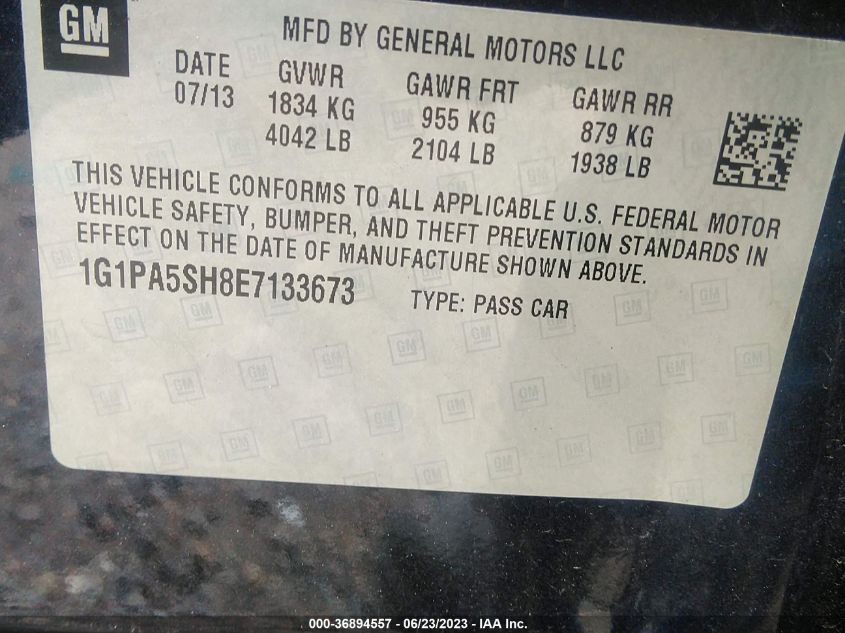 GM
MFD BY GENERAL MOTORS LLC
DATE GVWR GAWR FRT GAWR RR
07/13 1834 KG 955 KG 879 KG
4042 LB 2104 LB 1938 LB
THIS VEHICLE CONFORMS TO ALL APPLICABLE U.S. FEDERAL MOTOR
VEHICLE SAFETY, BUMPER, AND THEFT PREVENTION STANDARDS IN
EFFECT ON THE DATE OF MANUFACTURE SHOWN ABOVE.
1G1PA5SH8E7133673 TYPE: PASS CAR
000-36894557 - 06/23/2023 - IAA Inc.